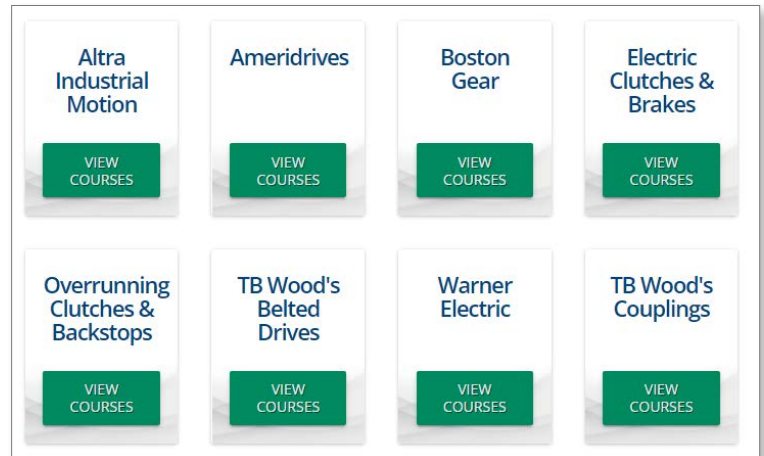 Altra
Industrial
Motion
VIEW
COURSES
Ameridrives
VIEW
COURSES
Boston
Gear
VIEW
COURSES
Electric
Clutches &
Brakes
VIEW
COURSES
Overrunning
Clutches &
Backstops
VIEW
COURSES
TB Wood's
Belted
Drives
VIEW
COURSES
Warner
Electric
VIEW
COURSES
TB Wood's
Couplings
VIEW
COURSES